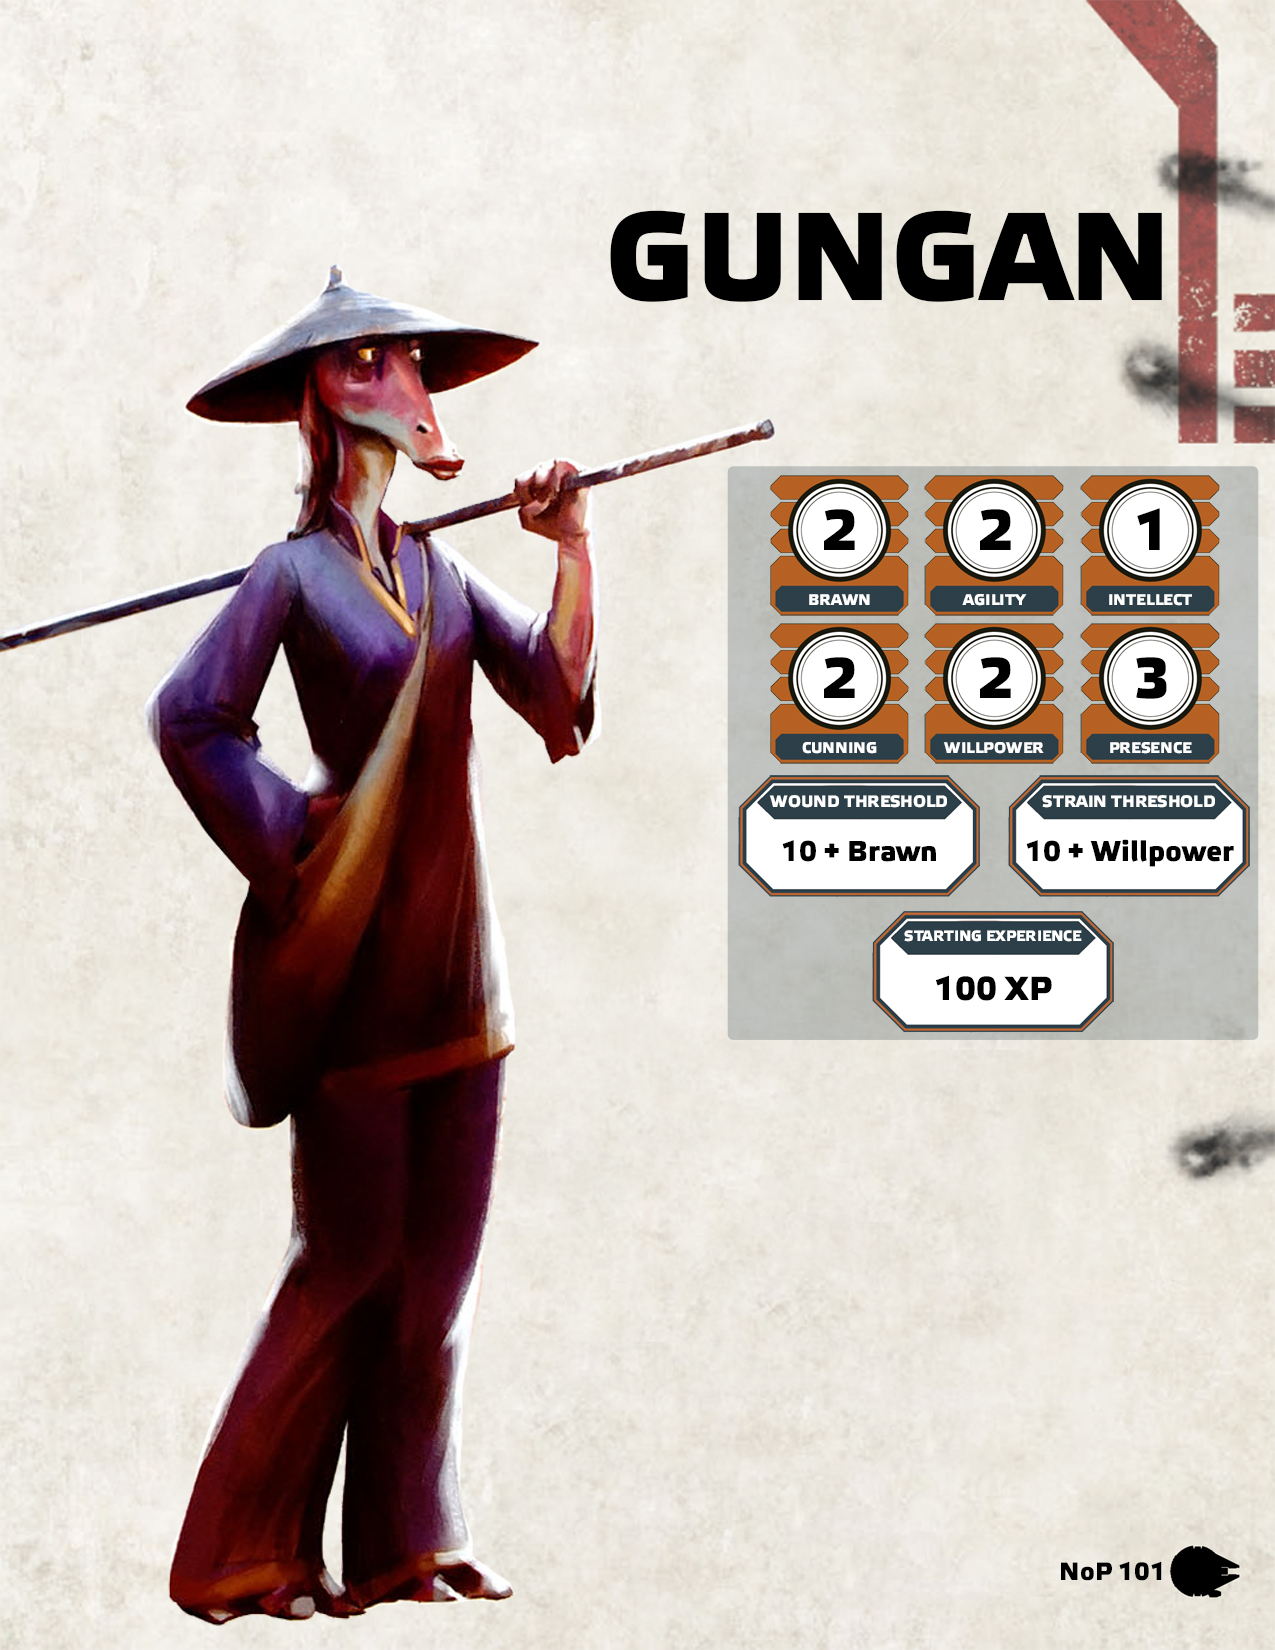 GUNGAN
2 2 1
BRAWN AGILITY INTELLECT
2 2 3
CUNNING WILLPOWER PRESENCE
WOUND THRESHOLD STRAIN THRESHOLD
10 + Brawn 10 + Willpower
STARTING EXPERIENCE
100 XP
NoP 101